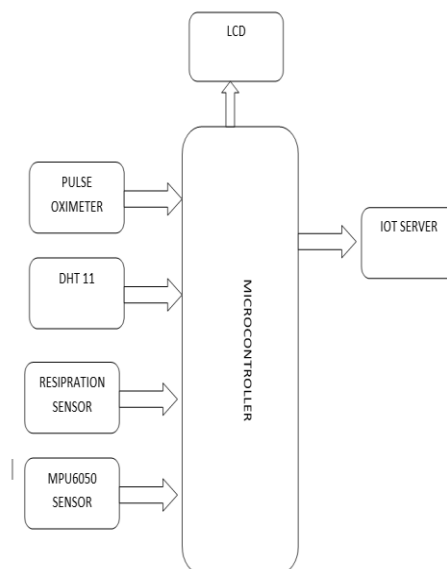 LCD
PULSE
OXIMETER
IOT SERVER
DHT 11
MICROCONTROLLER
RESIPRATION
SENSOR
MPU6050
SENSOR